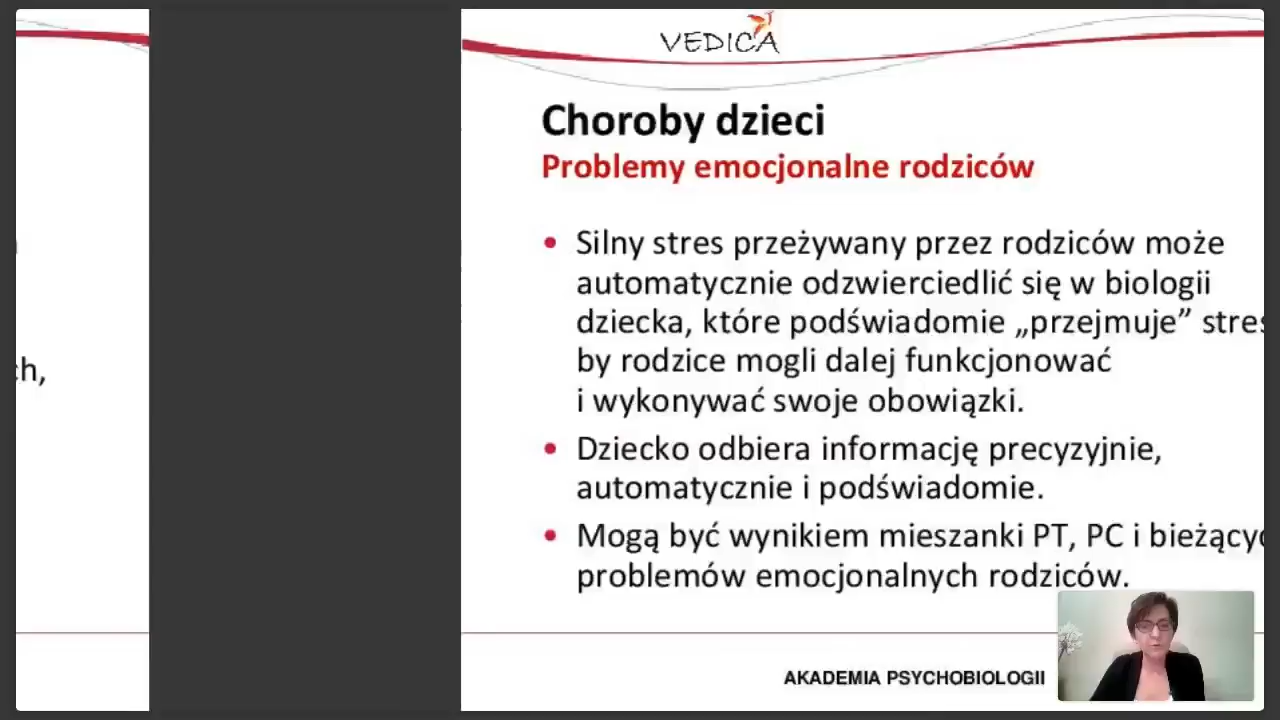 VEDICA
Choroby dzieci
Problemy emocjonalne rodziców
ch,
• Silny stres przeżywany przez rodziców może
automatycznie odzwierciedlić się w biologii
dziecka, które podświadomie „przejmuje” stres
by rodzice mogli dalej funkcjonować
i wykonywać swoje obowiązki.
• Dziecko odbiera informację precyzyjnie,
automatycznie i podświadomie.
• Mogą być wynikiem mieszanki PT, PC i bieżącyc
problemów emocjonalnych rodziców.
AKADEMIA PSYCHOBIOLOGII